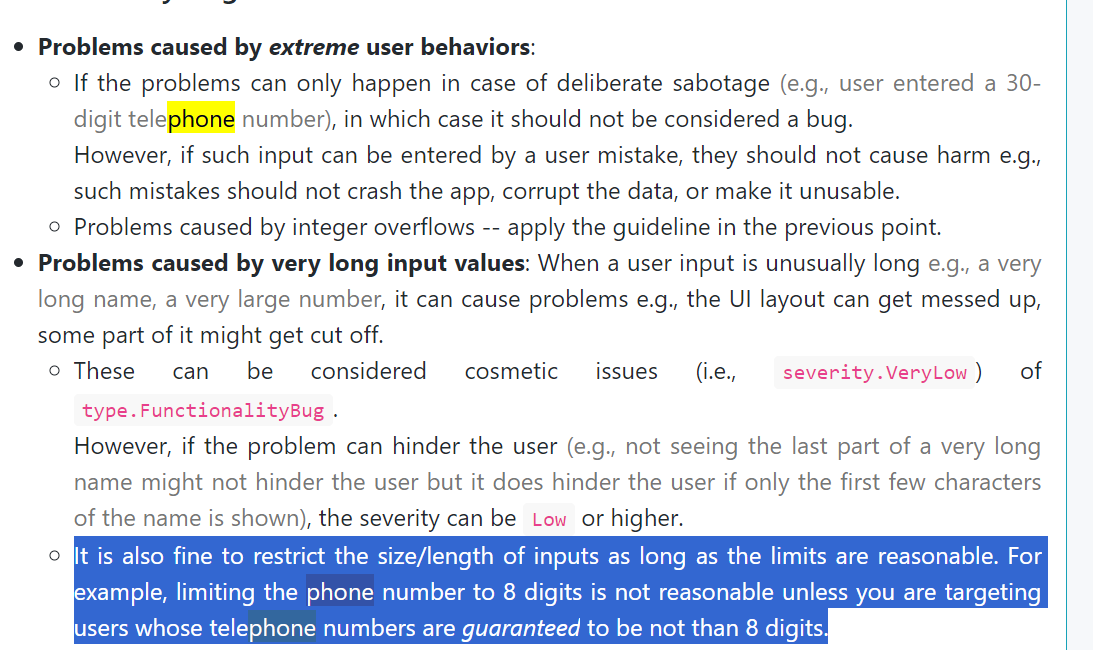 Problems caused by extreme user behaviors:
If the problems can only happen in case of deliberate sabotage (e.g., user entered a 30-
digit telephone number), in which case it should not be considered a bug.
However, if such input can be entered by a user mistake, they should not cause harm e.g.,
such mistakes should not crash the app, corrupt the data, or make it unusable.
Problems caused by integer overflows -- apply the guideline in the previous point.
Problems caused by very long input values: When a user input is unusually long e.g., a very
long name, a very large number, it can cause problems e.g., the UI layout can get messed up,
some part of it might get cut off.
These can be considered cosmetic issues (i.e., severity.VeryLow) of
type.FunctionalityBug.
However, if the problem can hinder the user (e.g., not seeing the last part of a very long
name might not hinder the user but it does hinder the user if only the first few characters
of the name is shown), the severity can be Low or higher.
It is also fine to restrict the size/length of inputs as long as the limits are reasonable. For
example, limiting the phone number to 8 digits is not reasonable unless you are targeting
users whose telephone numbers are guaranteed to be not than 8 digits.